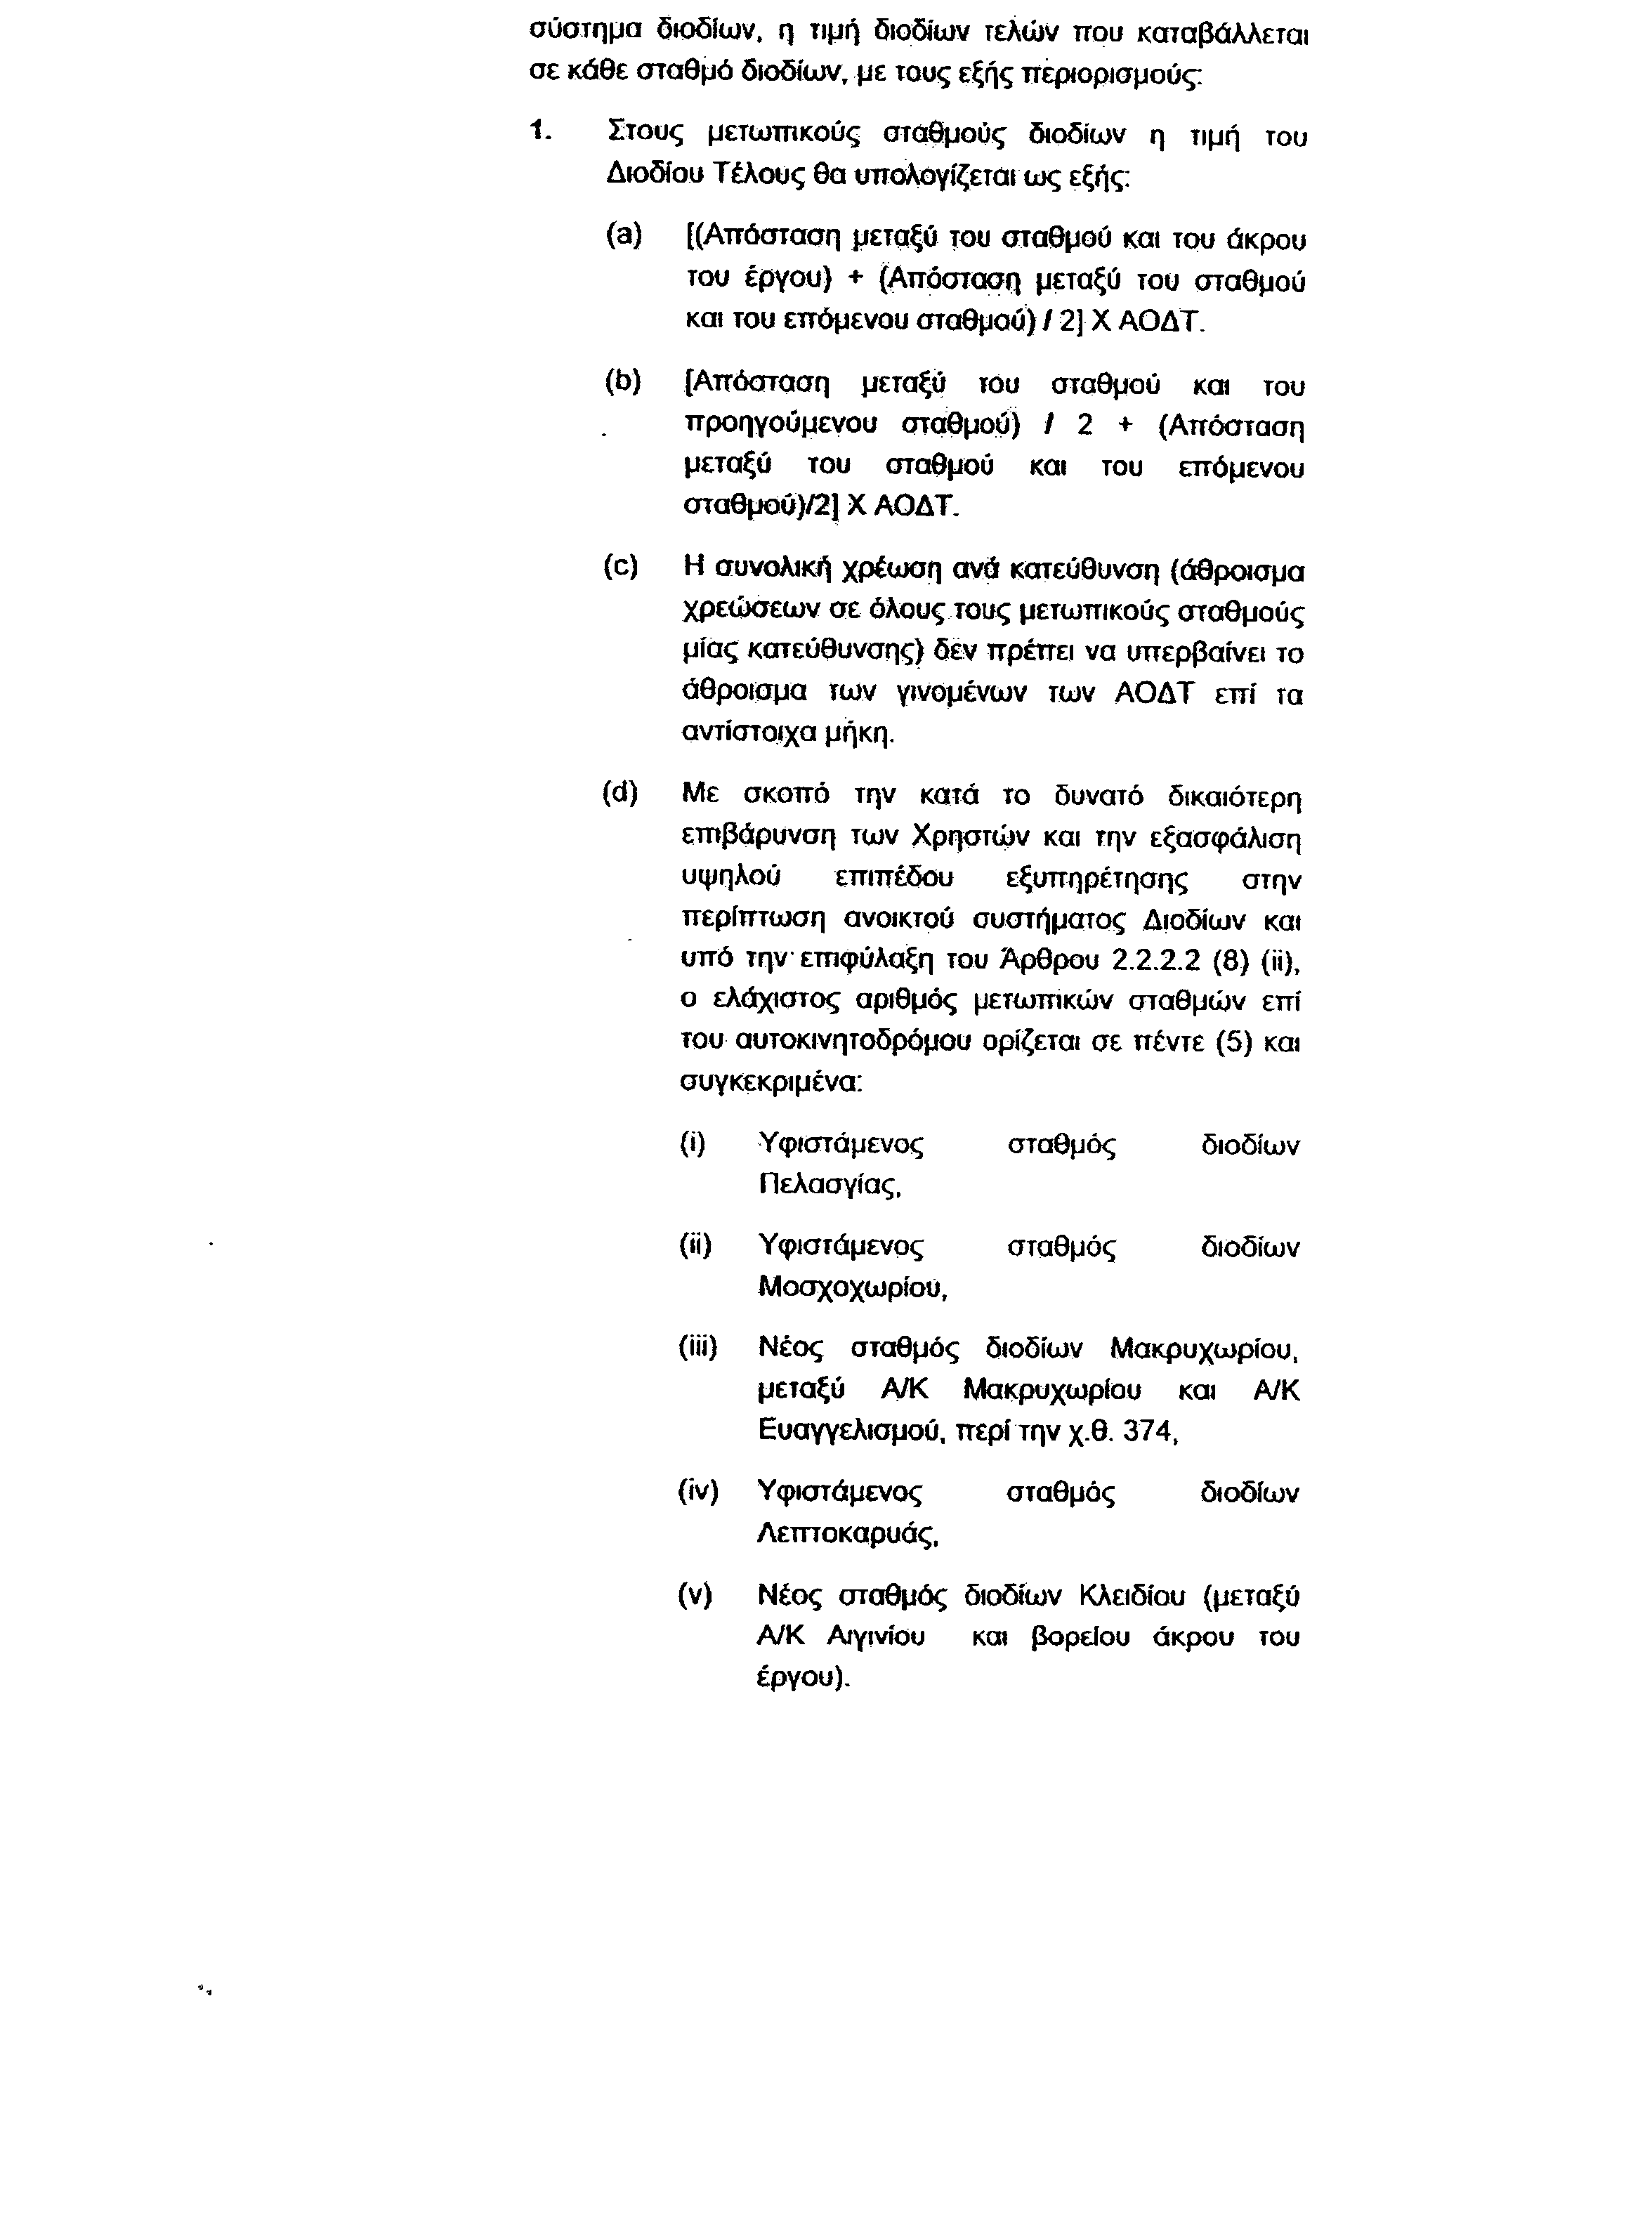 σύστημα διοδίων, η τιμή διοδίων τελών που καταβάλλεται
σε κάθε σταθμό διοδίων, με τους εξής περιορισμούς:
1. Στους μετωπικούς σταθμούς διοδίων η τιμή του
Διοδίου Τέλους θα υπολογίζεται ως εξής:
(a) [(Απόσταση μεταξύ του σταθμού και του άκρου
του έργου) + (Απόσταση μεταξύ του σταθμού
και του επόμενου σταθμού) / 2] Χ ΑΟΔΤ.
(b) [Απόσταση μεταξύ του σταθμού και του
προηγούμενου σταθμού) / 2 + (Απόσταση
μεταξύ του σταθμού και του επόμενου
σταθμού)/2] Χ ΑΟΔΤ.
(c) Η συνολική χρέωση ανά κατεύθυνση (άθροισμα
χρεώσεων σε όλους τους μετωπικούς σταθμούς
μίας κατεύθυνσης) δεν πρέπει να υπερβαίνει το
άθροισμα των γινομένων των ΑΟΔΤ επί τα
αντίστοιχα μήκη.
(d) Με σκοπό την κατά το δυνατό δικαιότερη
επιβάρυνση των Χρηστών και την εξασφάλιση
υψηλού επιπέδου εξυπηρέτησης στην
περίπτωση ανοικτού συστήματος Διοδίων και
υπό την επιφύλαξη του Άρθρου 2.2.2.2 (8) (ii),
ο ελάχιστος αριθμός μετωπικών σταθμών επί
του αυτοκινητοδρόμου ορίζεται σε πέντε (5) και
συγκεκριμένα:
(i) Υφιστάμενος σταθμός διοδίων
Πελασγίας,
(ii) Υφιστάμενος σταθμός διοδίων
Μοσχοχωρίου,
(iii) Νέος σταθμός διοδίων Μακρυχωρίου,
μεταξύ Α/Κ Μακρυχωρίου και Α/Κ
Ευαγγελισμού, περί την χ.θ. 374,
(iv) Υφιστάμενος σταθμός διοδίων
Λεπτοκαρυάς,
(v) Νέος σταθμός διοδίων Κλειδίου (μεταξύ
Α/Κ Αιγινίου και βορείου άκρου του
έργου).